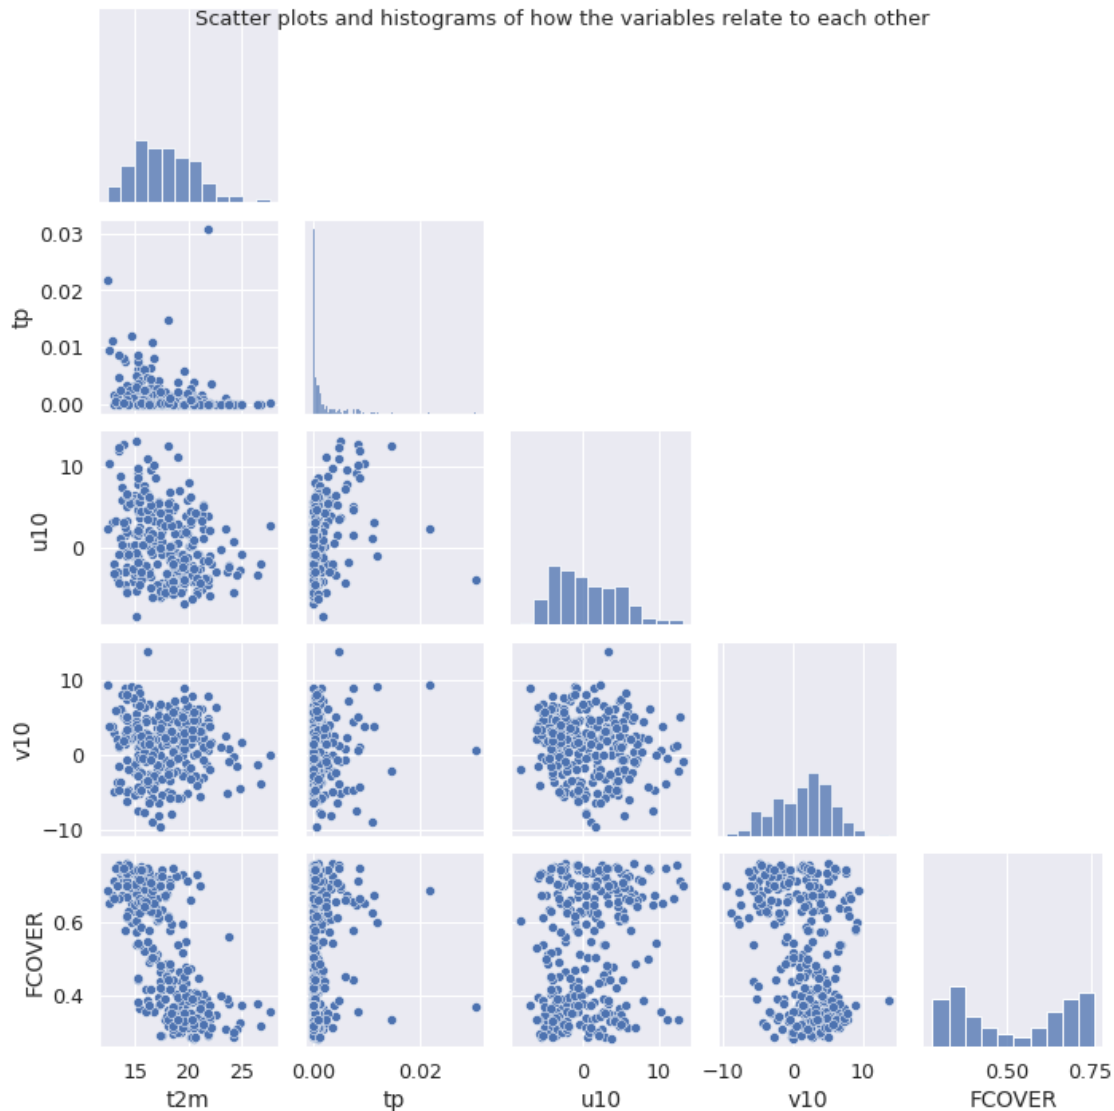 Scatter plots and histograms of how the variables relate to each other
0.03
0.02
0.01
0.00
tp
10
0
u10
10
0
−10
v10
0.6
0.4
FCOVER
15 20 25
0.00 0.02
0 10
−10 0 10
0.50 0.75
t2m
tp
u10
v10
FCOVER